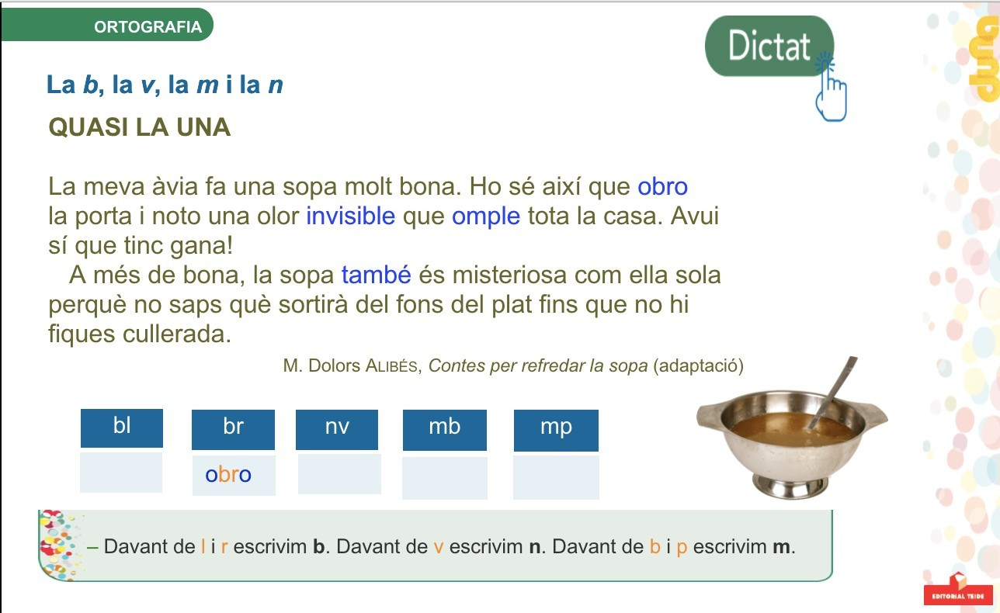 ORTOGRAFIA
Dictat
La b, la v, la m i la n
QUASI LA UNA
La meva àvia fa una sopa molt bona. Ho sé així que obro
la porta i noto una olor invisible que omple tota la casa. Avui
sí que tinc gana!
A més de bona, la sopa també és misteriosa com ella sola
perquè no saps què sortirà del fons del plat fins que no hi
fiques cullerada.
M. Dolors ALIBÉS, Contes per refredar la sopa (adaptació)
bl br nv mb mp
obro
– Davant de l i r escrivim b. Davant de v escrivim n. Davant de b i p escrivim m.
duna
EDITORIAL TEIDE